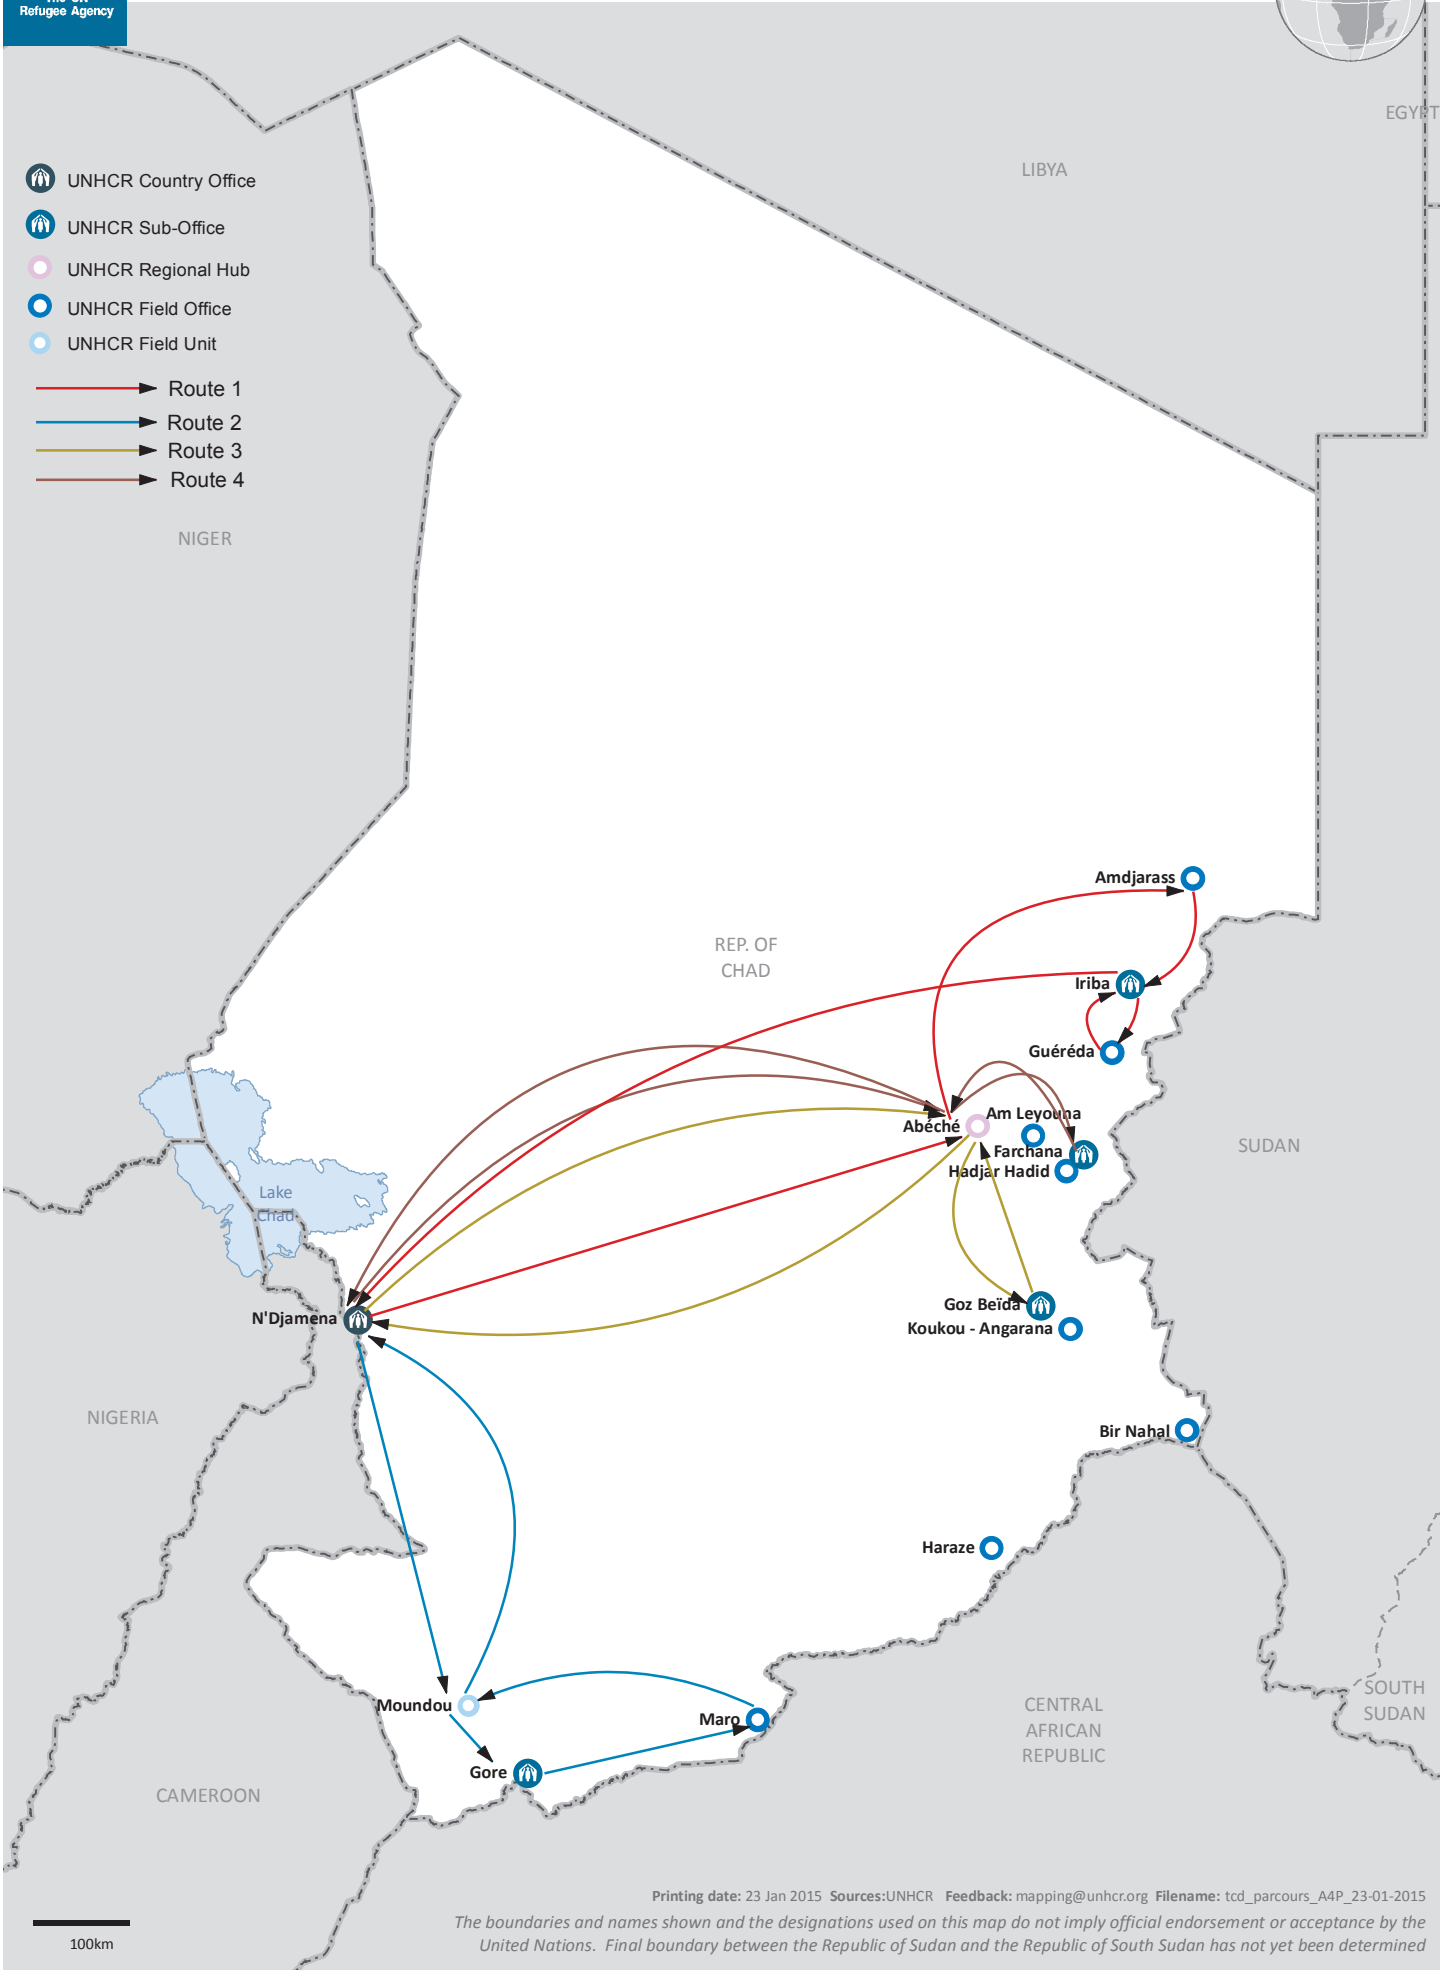 Refugee Agency
EGYPT
LIBYA
UNHCR Country Office
UNHCR Sub-Office
UNHCR Regional Hub
UNHCR Field Office
UNHCR Field Unit
Route 1
Route 2
Route 3
Route 4
NIGER
Amdjarass
REP. OF
CHAD
Iriba
Guéréda
Am Leyouna
Abéché
Farchana
Hadjar Hadid
SUDAN
Lake
Chad
Goz Beïda
N'Djamena
Koukou - Angarana
NIGERIA
Bir Nahal
Haraze
SOUTH
SUDAN
Moundou
Maro
CENTRAL
AFRICAN
REPUBLIC
Gore
CAMEROON
Printing date: 23 Jan 2015 Sources:UNHCR Feedback: mapping@unhcr.org Filename: tcd_parcours_A4P_23-01-2015
The boundaries and names shown and the designations used on this map do not imply official endorsement or acceptance by the
United Nations. Final boundary between the Republic of Sudan and the Republic of South Sudan has not yet been determined
100km